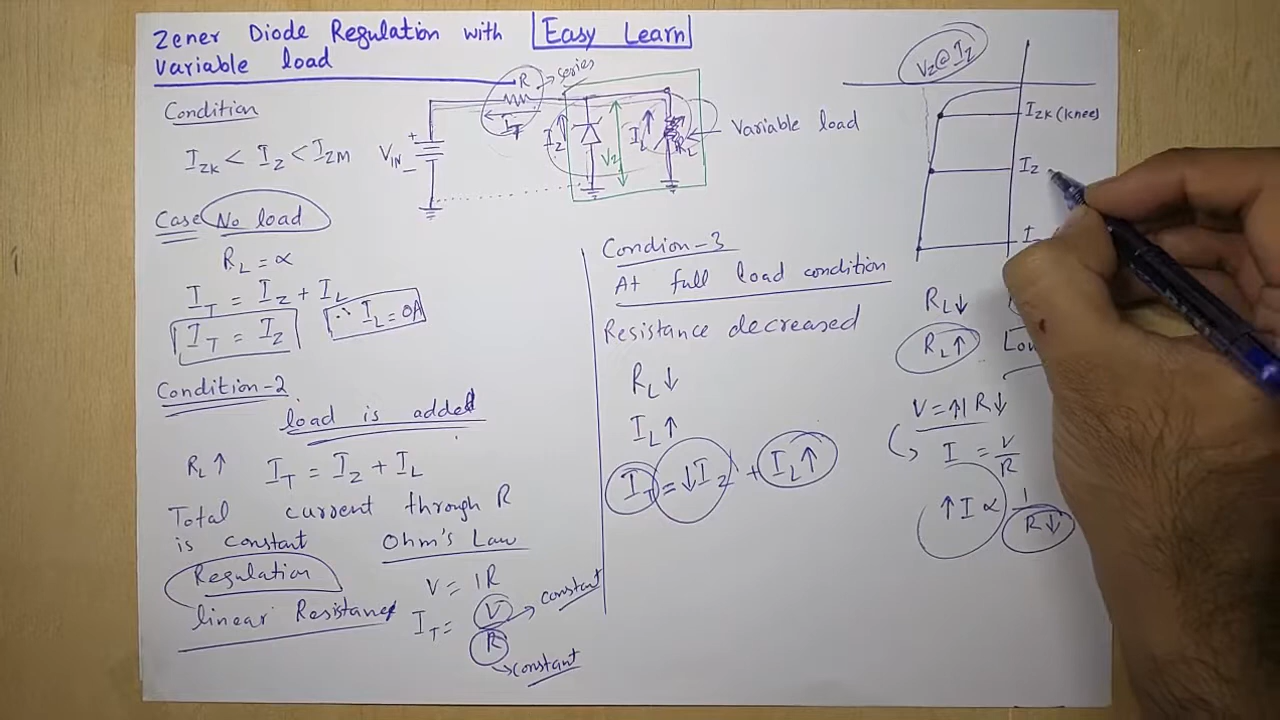 Zener Diode Regulation with Easy Learn
Variable load
Condition
IZK < IZ < IZM
R
→ series
IT
VIN
+
−
IZ
VZ
IL
RL
Variable load
VZ@IZ
IZK (knee)
IZ
I
Case No load
RL = ∝
IT = IZ + IL
IT = IZ
∵ IL = 0A
Condition-2
load is added
RL ↑ IT = IZ + IL
Total current through R
is constant
Regulation
linear Resistance
Ohm's Law
V = IR
IT = V/R
→ constant
→ constant
Condion-3
At full load condition
Resistance decreased
RL ↓
IL ↑
IT = ↓IZ + IL ↑
RL ↓
RL ↑
V = ↑I R↓
I = V/R
↑ I ∝ 1/R↓